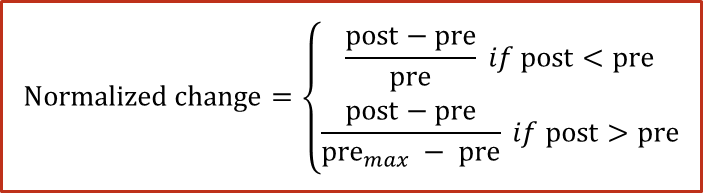 Normalized change = { post − pre / pre if post < pre
post − pre / pre_max − pre if post > pre